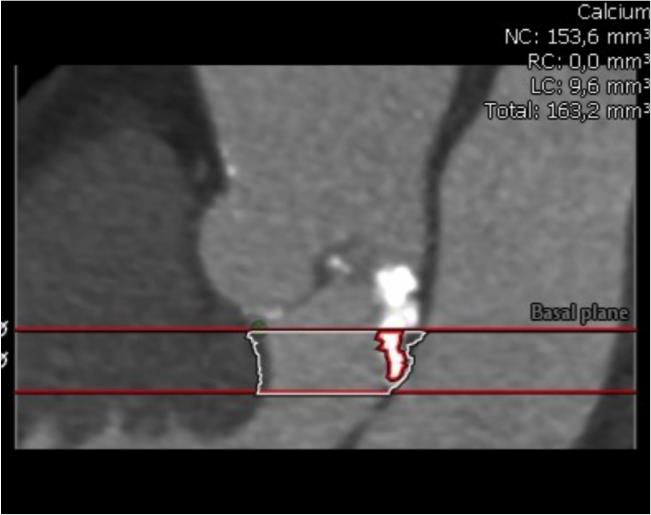 Calcium
NC: 153,6 mm³
RC: 0,0 mm³
LC: 9,6 mm³
Total: 163,2 mm³
Basal plane